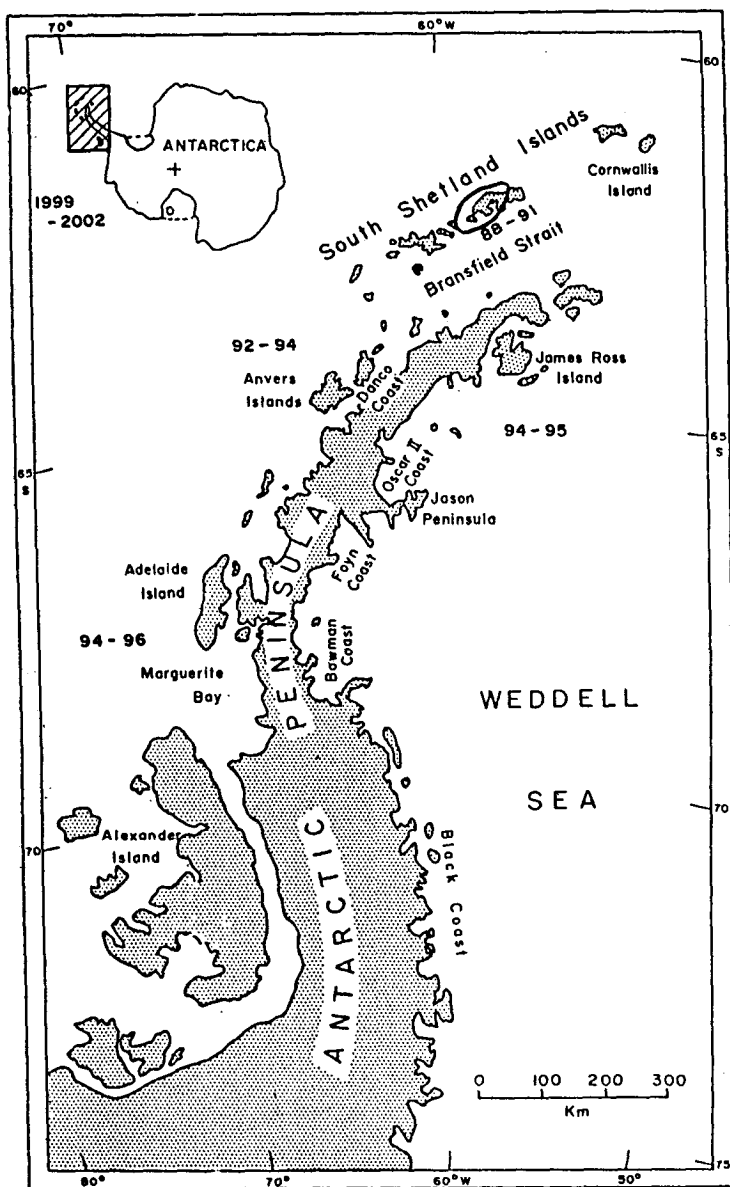 70°
60°W
60
60
ANTARCTICA
1999
-2002
South Shetland Islands
Cornwallis
Island
88-91
Bransfield Strait
92-94
Anvers
Islands
Danco
Coast
James Ross
Island
94-95
65
S
65
S
Oscar II
Coast
Jason
Peninsula
Foyn
Coast
Adelaide
Island
94-96
Bowman
Coast
Marguerite
Bay
WEDDELL
SEA
70
70
Alexander
Island
Black Coast
ANTARCTIC PENINSULA
0 100 200 300
Km
80°
70°
60°W
50°
75